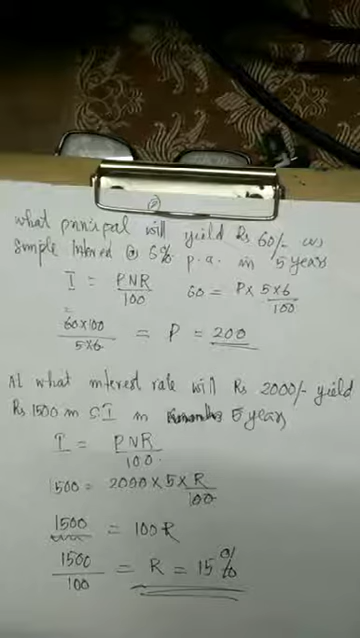 (P)
what principal will yield Rs 60/- as
Simple Interest @ 6% p.a. in 5 years
I = PNR/100 60 = P x 5x6/100
60x100/5x6 = P = 200
At what interest rate will Rs 2000/- yield
Rs 1500 in S.I in 5 years
I = PNR/100.
1500 = 2000 x 5 x R/100
1500 = 100R
1500/100 = R = 15%